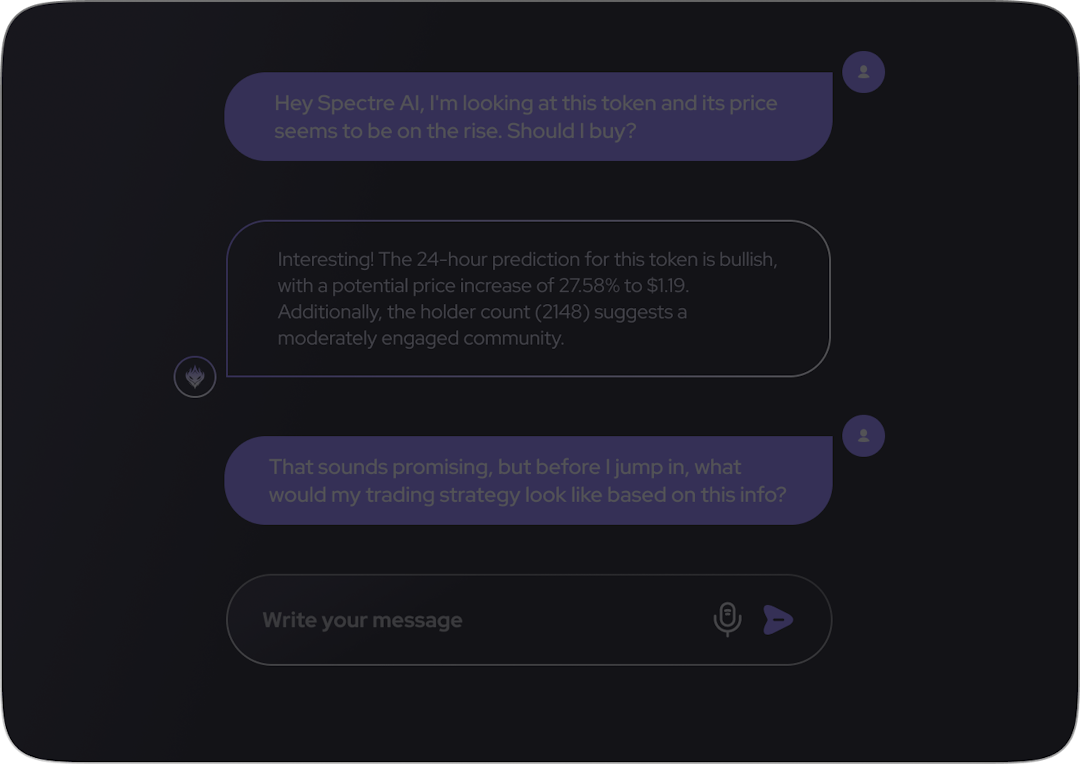 Hey Spectre AI, I'm looking at this token and its price
seems to be on the rise. Should I buy?
Interesting! The 24-hour prediction for this token is bullish,
with a potential price increase of 27.58% to $1.19.
Additionally, the holder count (2148) suggests a
moderately engaged community.
That sounds promising, but before I jump in, what
would my trading strategy look like based on this info?
Write your message